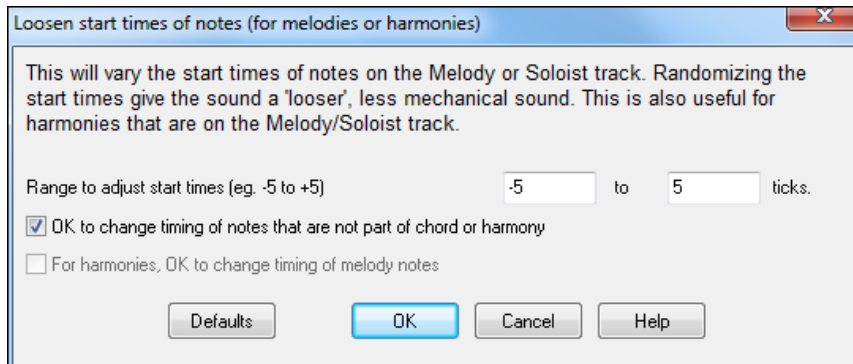 Loosen start times of notes (for melodies or harmonies)
This will vary the start times of notes on the Melody or Soloist track. Randomizing the
start times give the sound a 'looser', less mechanical sound. This is also useful for
harmonies that are on the Melody/Soloist track.
Range to adjust start times (eg. -5 to +5) -5 to 5 ticks.
OK to change timing of notes that are not part of chord or harmony
For harmonies, OK to change timing of melody notes
Defaults OK Cancel Help